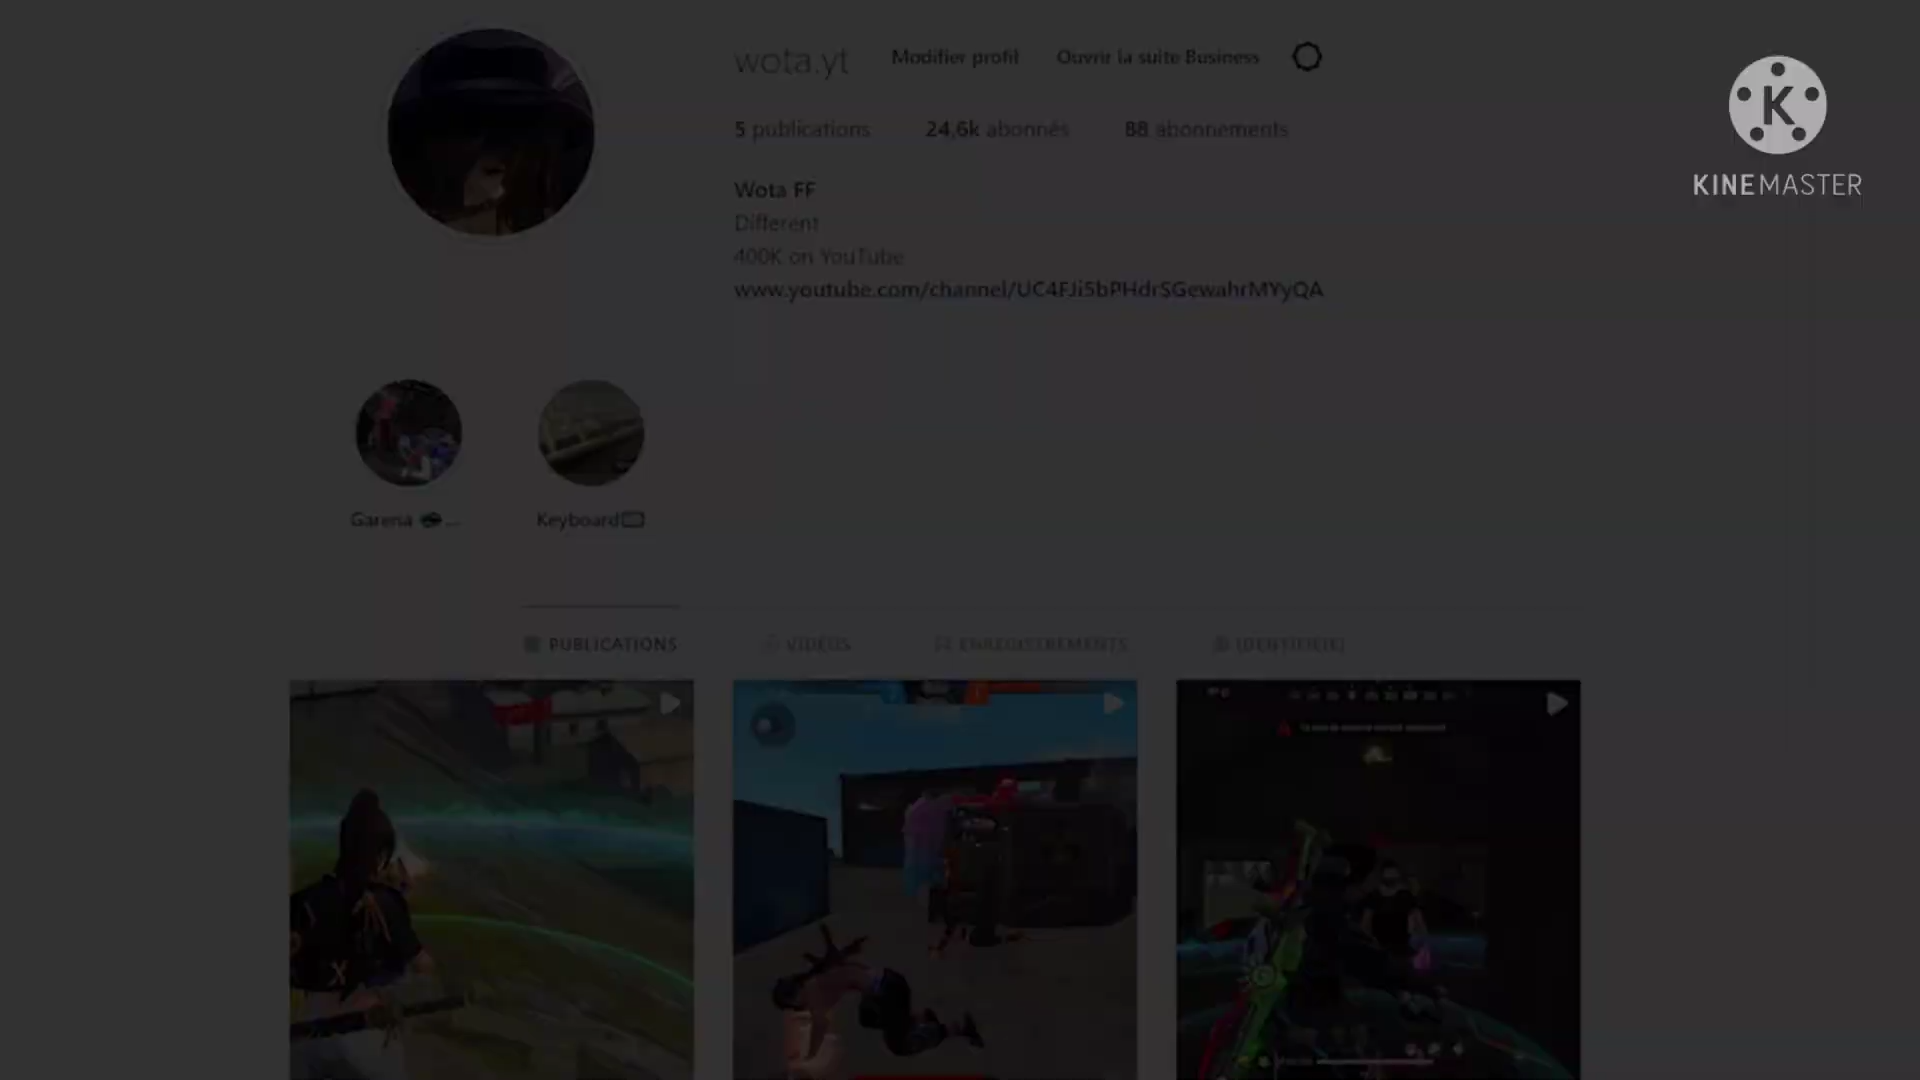 wota.yt Modifier profil Ouvrir la suite Business
KINEMASTER
5 publications 24,6k abonnés 88 abonnements
Wota FF
Different
400K on YouTube
www.youtube.com/channel/UC4FJi5bPHdrSGewahrMYyQA
Garena ... Keyboard
PUBLICATIONS VIDÉOS ENREGISTREMENTS IDENTIFIÉ(E)